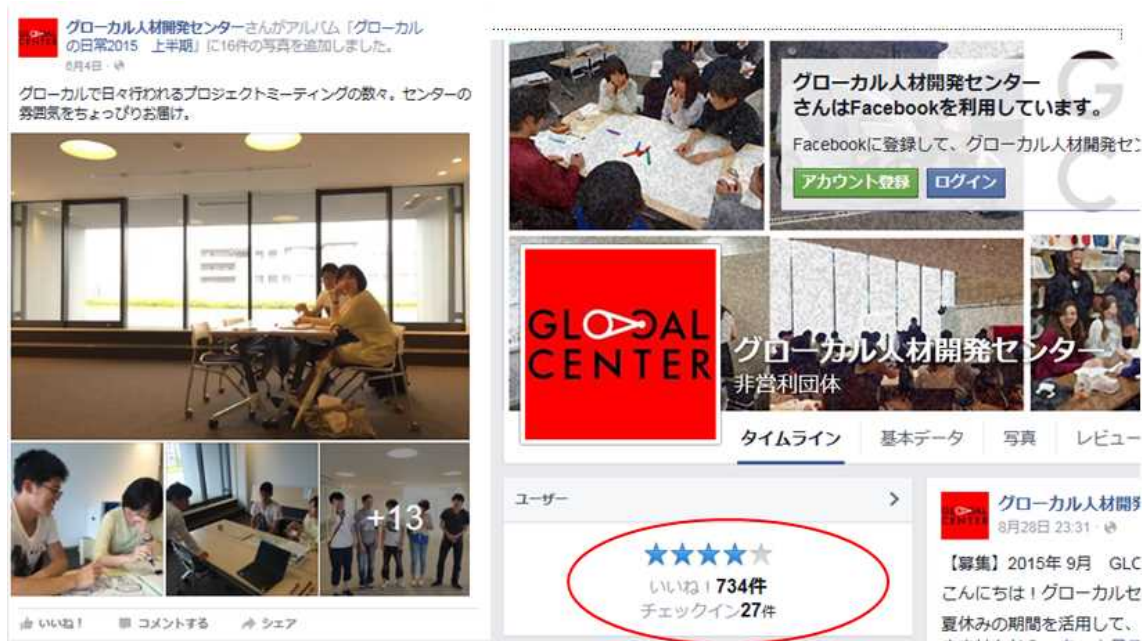 グローカル人材開発センターさんがアルバム「グローカル
の日常2015 上半期」に16件の写真を追加しました。
8月4日
グローカルで日々行われるプロジェクトミーティングの数々。センターの
雰囲気をちょっぴりお届け。
+13
いいね!
コメントする
シェア
グローカル人材開発センター
さんはFacebookを利用しています。
Facebookに登録して、グローカル人材開発セン
アカウント登録
ログイン
G
C
GLOCAL
CENTER
グローカル人材開発センター
非営利団体
タイムライン
基本データ
写真
レビュー
ユーザー
いいね!734件
チェックイン27件
グローカル人材開発
8月28日 23:31
【募集】2015年 9月 GLC
こんにちは!グローカルセ
夏休みの期間を活用して、